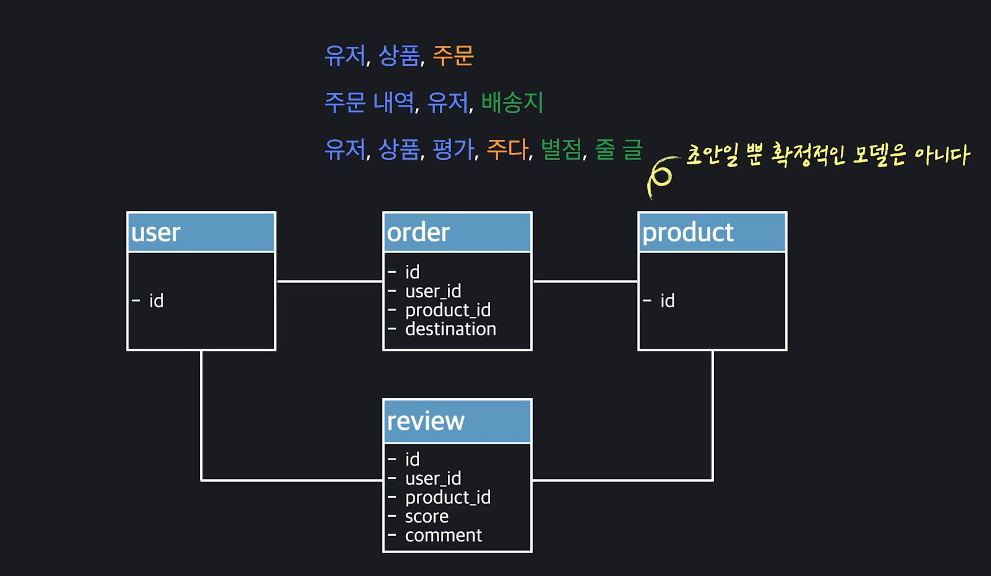 유저, 상품, 주문
주문 내역, 유저, 배송지
유저, 상품, 평가, 주다, 별점, 줄 글
초안일 뿐 확정적인 모델은 아니다
user
- id
order
- id
- user_id
- product_id
- destination
product
- id
review
- id
- user_id
- product_id
- score
- comment